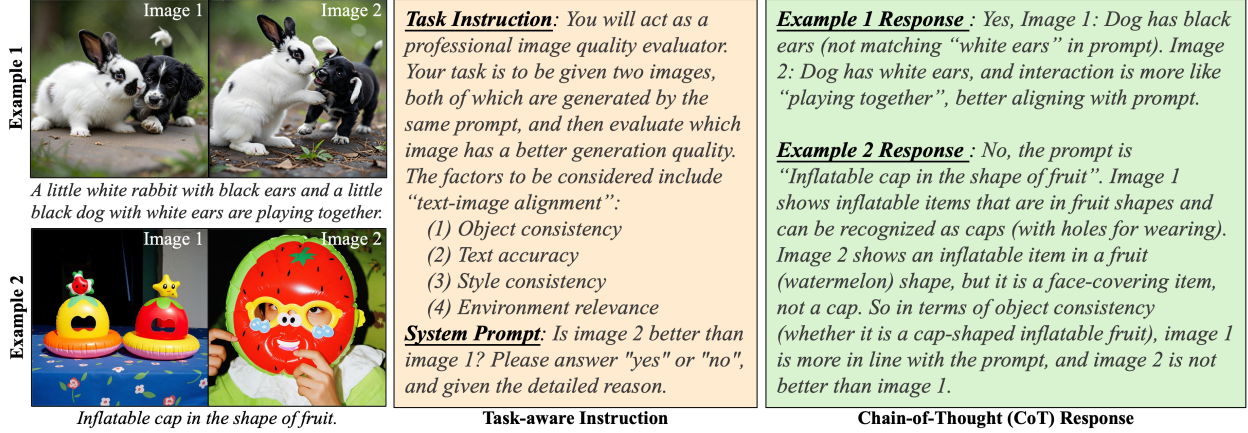 Example 1
Image 1
Image 2
A little white rabbit with black ears and a little
black dog with white ears are playing together.
Example 2
Image 1
Image 2
Inflatable cap in the shape of fruit.
Task Instruction: You will act as a
professional image quality evaluator.
Your task is to be given two images,
both of which are generated by the
same prompt, and then evaluate which
image has a better generation quality.
The factors to be considered include
“text-image alignment”:
(1) Object consistency
(2) Text accuracy
(3) Style consistency
(4) Environment relevance
System Prompt: Is image 2 better than
image 1? Please answer "yes" or "no",
and given the detailed reason.
Task-aware Instruction
Example 1 Response : Yes, Image 1: Dog has black
ears (not matching “white ears” in prompt). Image
2: Dog has white ears, and interaction is more like
“playing together”, better aligning with prompt.
Example 2 Response : No, the prompt is
“Inflatable cap in the shape of fruit”. Image 1
shows inflatable items that are in fruit shapes and
can be recognized as caps (with holes for wearing).
Image 2 shows an inflatable item in a fruit
(watermelon) shape, but it is a face-covering item,
not a cap. So in terms of object consistency
(whether it is a cap-shaped inflatable fruit), image 1
is more in line with the prompt, and image 2 is not
better than image 1.
Chain-of-Thought (CoT) Response